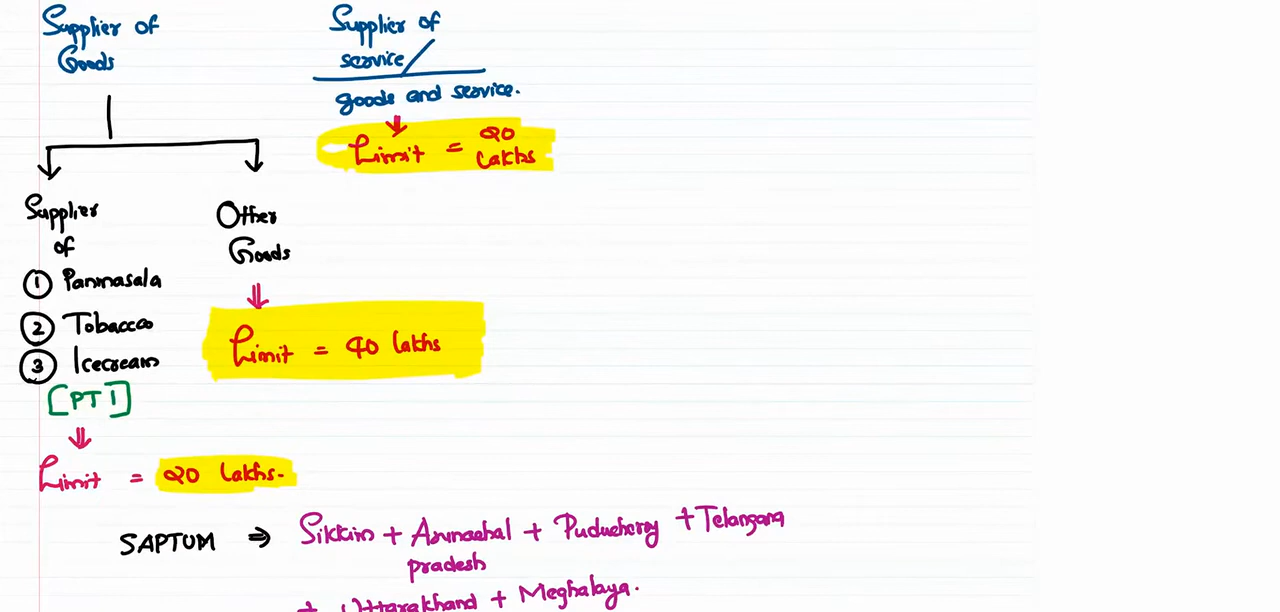 Supplier of
Goods
Supplier of
service/
goods and service.
Limit = 20
Lakhs
Supplier
of
① Panmasala
② Tobacco
③ Icecream
[PTI]
Limit = 20 Lakhs.
Other
Goods
Limit = 40 lakhs
SAPTUM ⇒ Sikkim + Arunachal + Puducherry + Telangana
pradesh
+ Uttarakhand + Meghalaya.